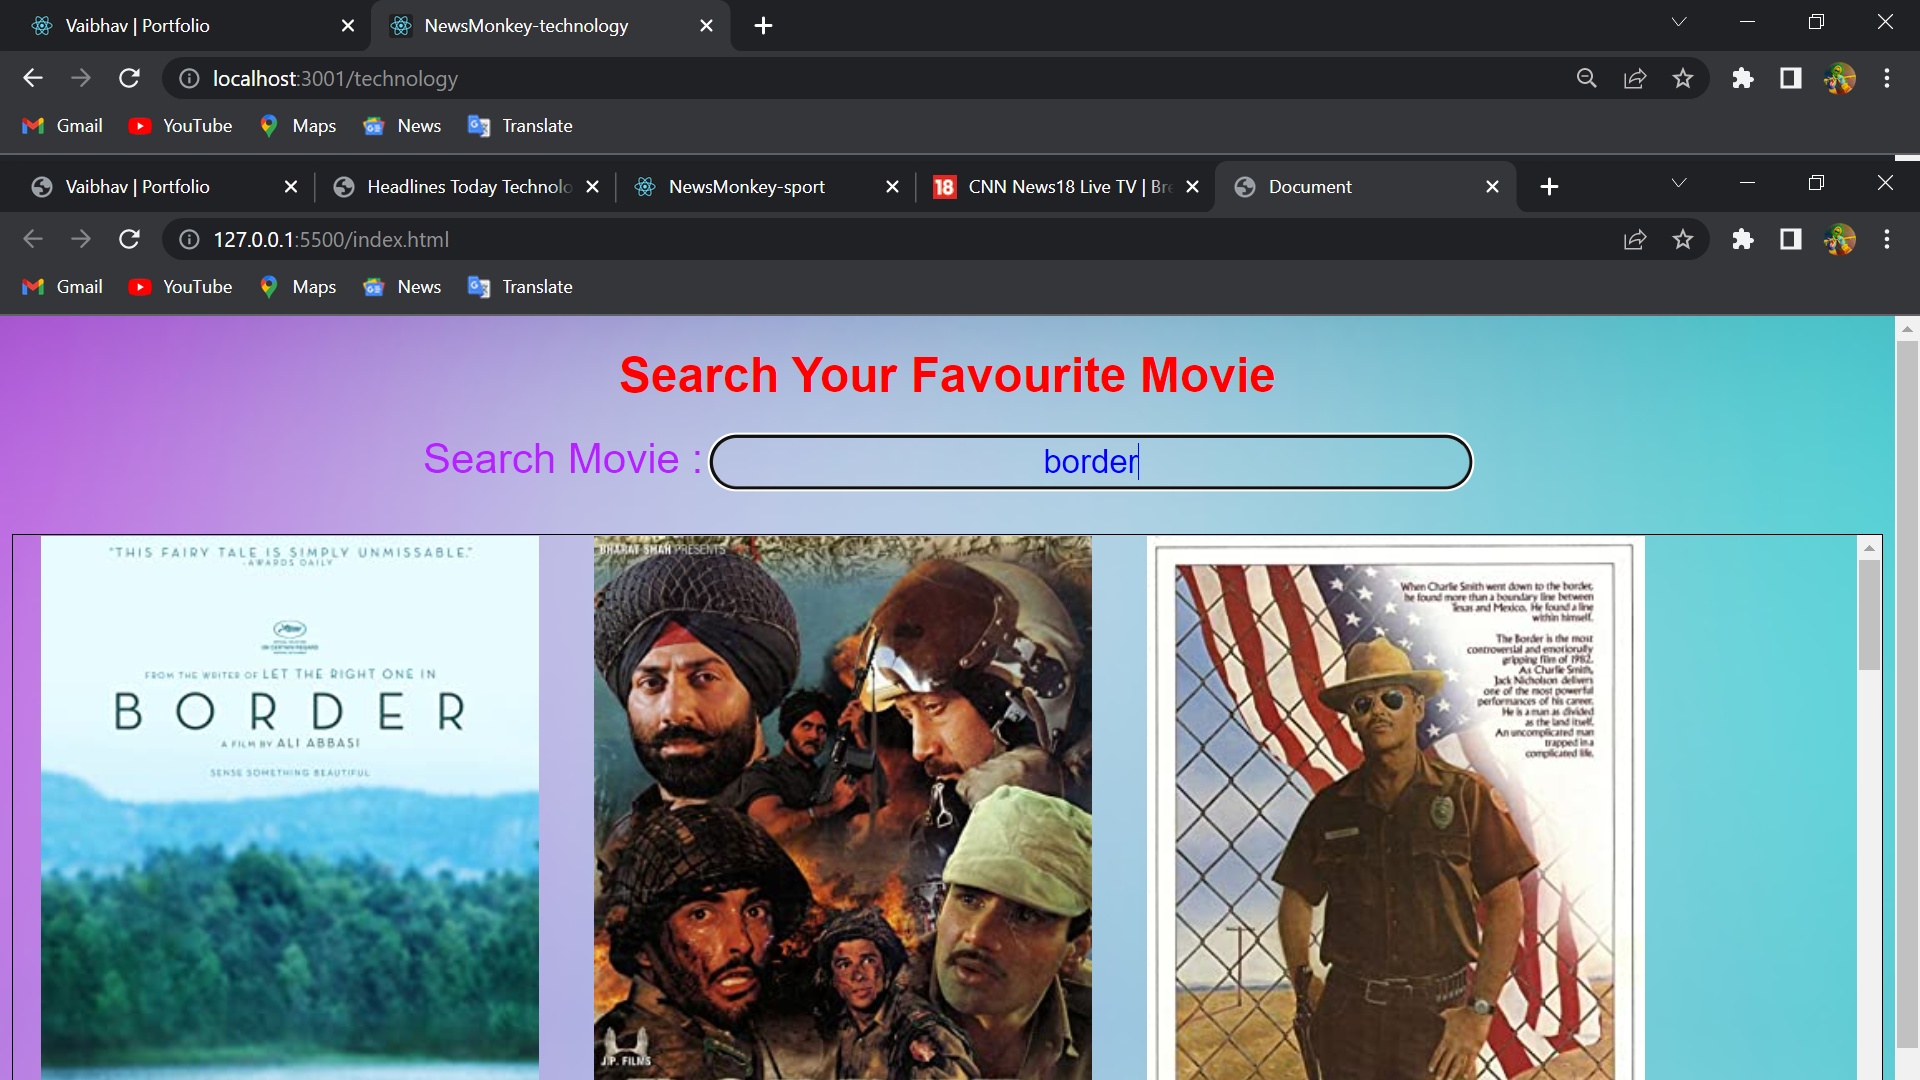 Vaibhav | Portfolio
NewsMonkey-technology
localhost:3001/technology
Gmail YouTube Maps News Translate
Vaibhav | Portfolio
Headlines Today Technolo
NewsMonkey-sport
18 CNN News18 Live TV | Bre
Document
127.0.0.1:5500/index.html
Gmail YouTube Maps News Translate
Search Your Favourite Movie
Search Movie : border
"THIS FAIRY TALE IS SIMPLY UNMISSABLE."
-AWARDS DAILY
FROM THE WRITER OF LET THE RIGHT ONE IN
BORDER
A FILM BY ALI ABBASI
SENSE SOMETHING BEAUTIFUL
BHARAT SHAH PRESENTS
J.P. FILMS
When Charlie Smith went down to the border,
he found more than a boundary line between
Texas and Mexico. He found a line
within himself.
The Border is the most
controversial and emotionally
gripping film of 1982.
As Charlie Smith,
Jack Nicholson delivers
one of the most powerful
performances of his career.
He is a man as divided
as the land itself.
An uncomplicated man
trapped in a
complicated life.